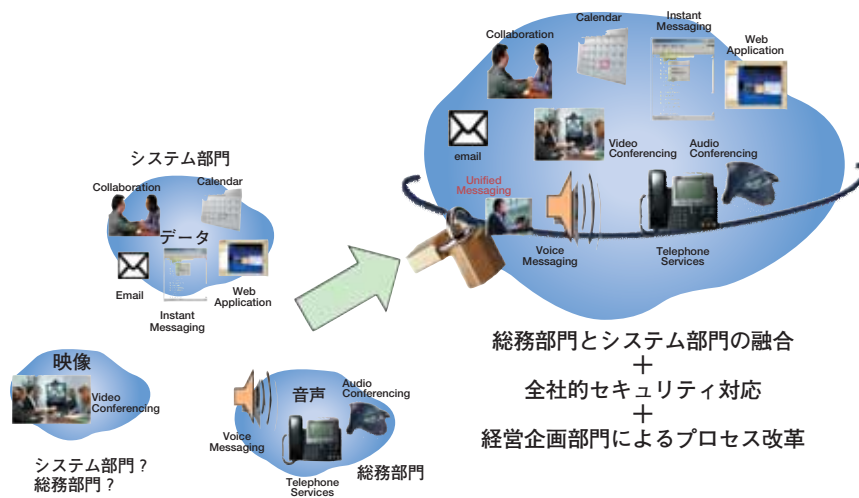 システム部門
Collaboration
Calendar
データ
Email
Instant
Messaging
Web
Application
映像
Video
Conferencing
システム部門？
総務部門？
音声
Audio
Conferencing
Voice
Messaging
Telephone
Services
総務部門
Collaboration
Calendar
Instant
Messaging
Web
Application
email
Video
Conferencing
Audio
Conferencing
Unified
Messaging
Voice
Messaging
Telephone
Services
総務部門とシステム部門の融合
＋
全社的セキュリティ対応
＋
経営企画部門によるプロセス改革